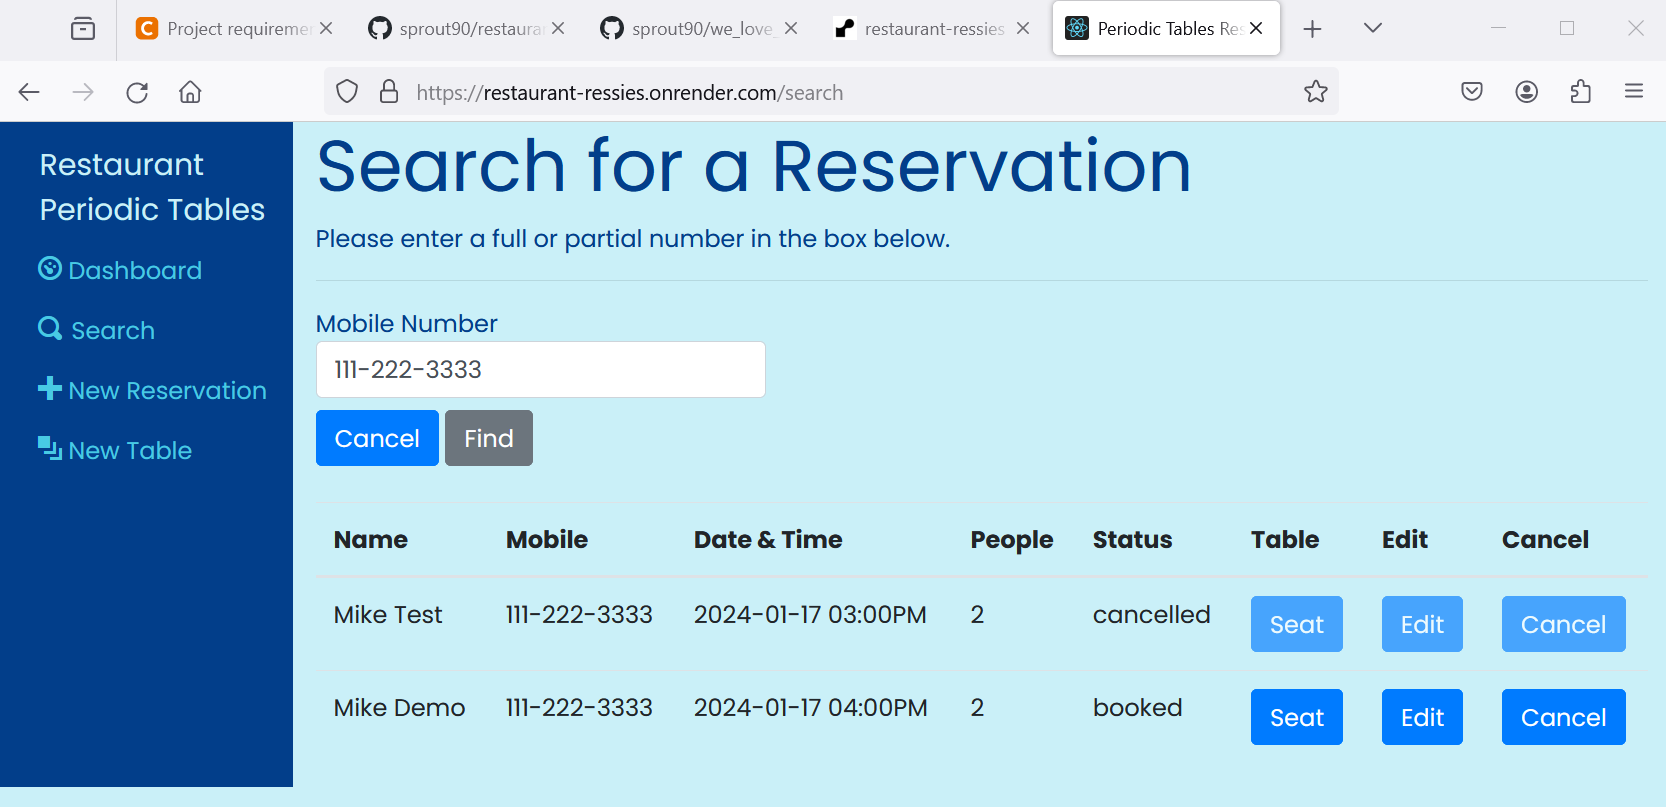 Project requiremen
sprout90/restaura
sprout90/we_love_
restaurant-ressies
Periodic Tables Res
https://restaurant-ressies.onrender.com/search
Restaurant
Periodic Tables
Dashboard
Search
New Reservation
New Table
Search for a Reservation
Please enter a full or partial number in the box below.
Mobile Number
111-222-3333
Cancel Find
Name Mobile Date & Time People Status Table Edit Cancel
Mike Test 111-222-3333 2024-01-17 03:00PM 2 cancelled Seat Edit Cancel
Mike Demo 111-222-3333 2024-01-17 04:00PM 2 booked Seat Edit Cancel